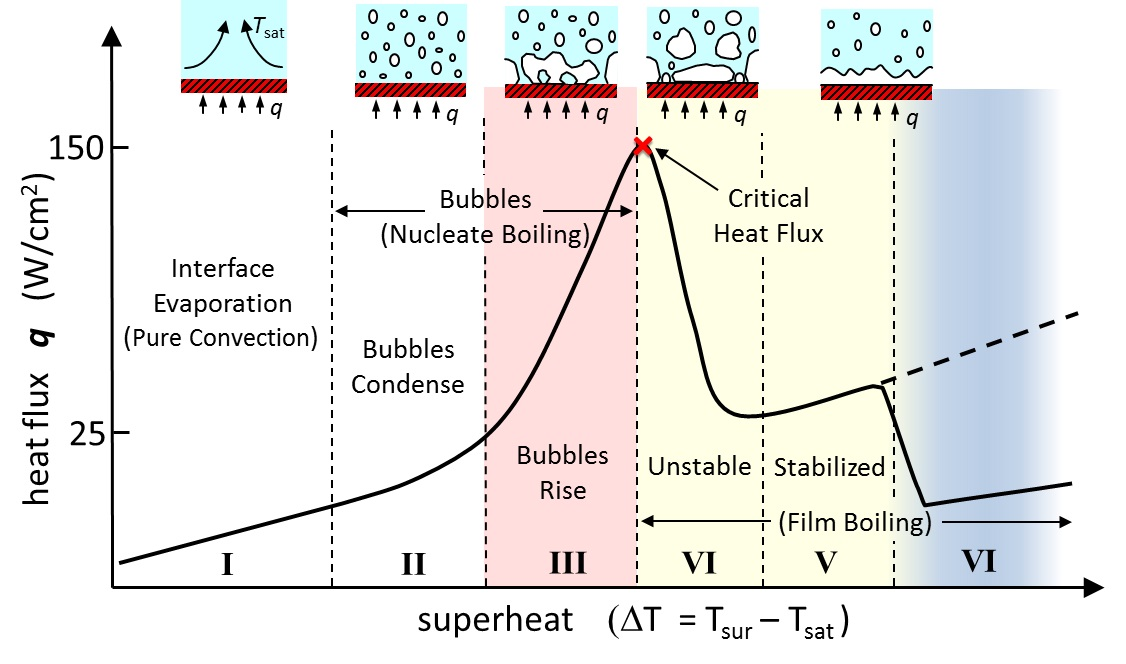 T_sat
q
q
q
q
q
150
25
heat flux q (W/cm²)
Bubbles
(Nucleate Boiling)
Critical
Heat Flux
Interface
Evaporation
(Pure Convection)
Bubbles
Condense
Bubbles
Rise
Unstable
Stabilized
(Film Boiling)
I
II
III
VI
V
VI
superheat (ΔT = T_sur – T_sat)